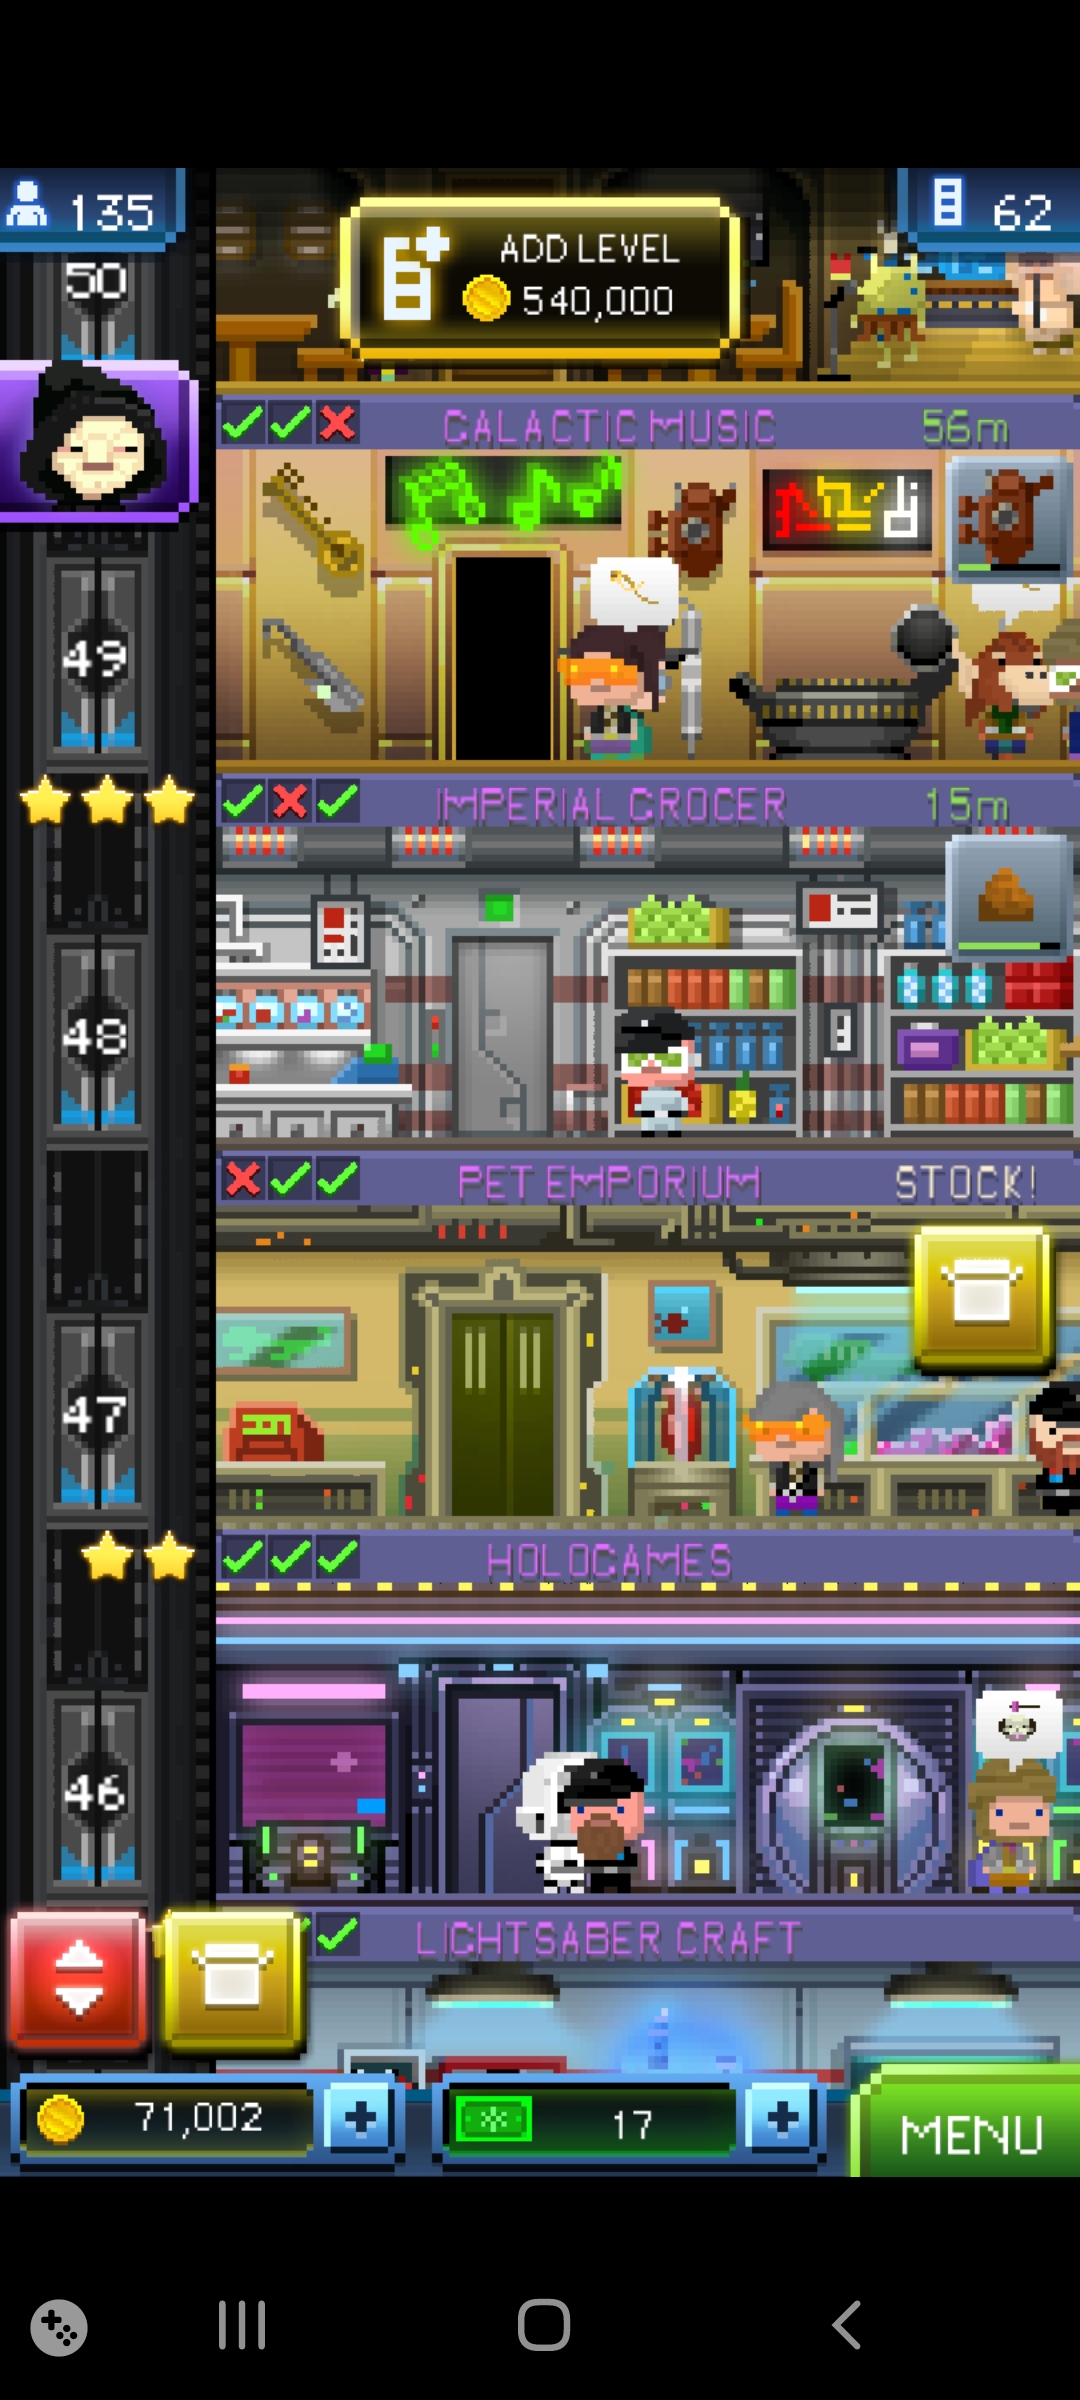 135
62
50
ADD LEVEL
540,000
GALACTIC MUSIC 56m
49
IMPERIAL GROCER 15m
48
PET EMPORIUM STOCK!
47
HOLOGAMES
46
LIGHTSABER CRAFT
71,002
17
MENU